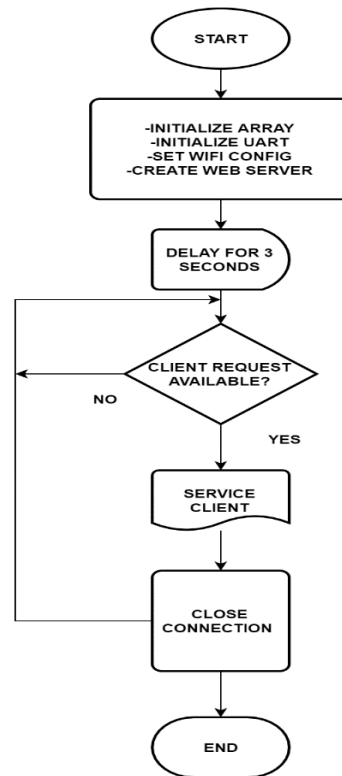 START
-INITIALIZE ARRAY
-INITIALIZE UART
-SET WIFI CONFIG
-CREATE WEB SERVER
DELAY FOR 3
SECONDS
CLIENT REQUEST
AVAILABLE?
NO
YES
SERVICE
CLIENT
CLOSE
CONNECTION
END